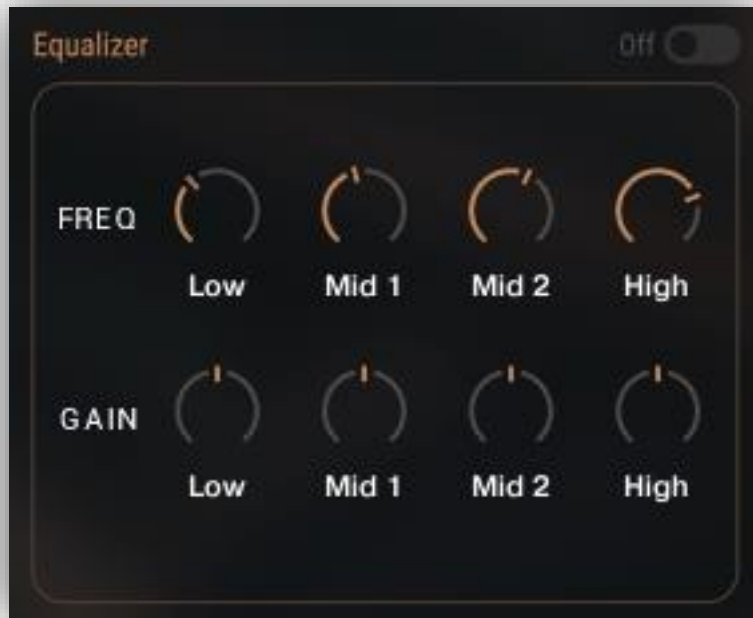 Equalizer Off
FREQ
Low Mid 1 Mid 2 High
GAIN
Low Mid 1 Mid 2 High